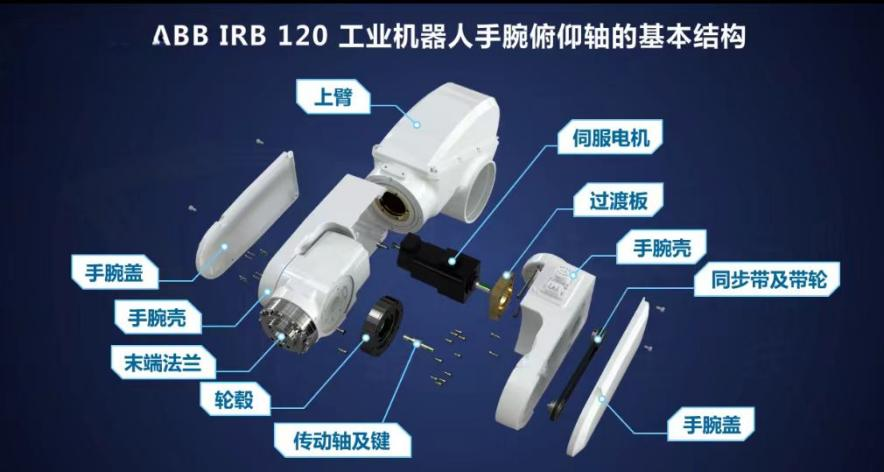 ABB IRB 120 工业机器人手腕俯仰轴的基本结构
上臂
伺服电机
过渡板
手腕壳
同步带及带轮
手腕盖
手腕壳
末端法兰
轮毂
传动轴及键
手腕盖